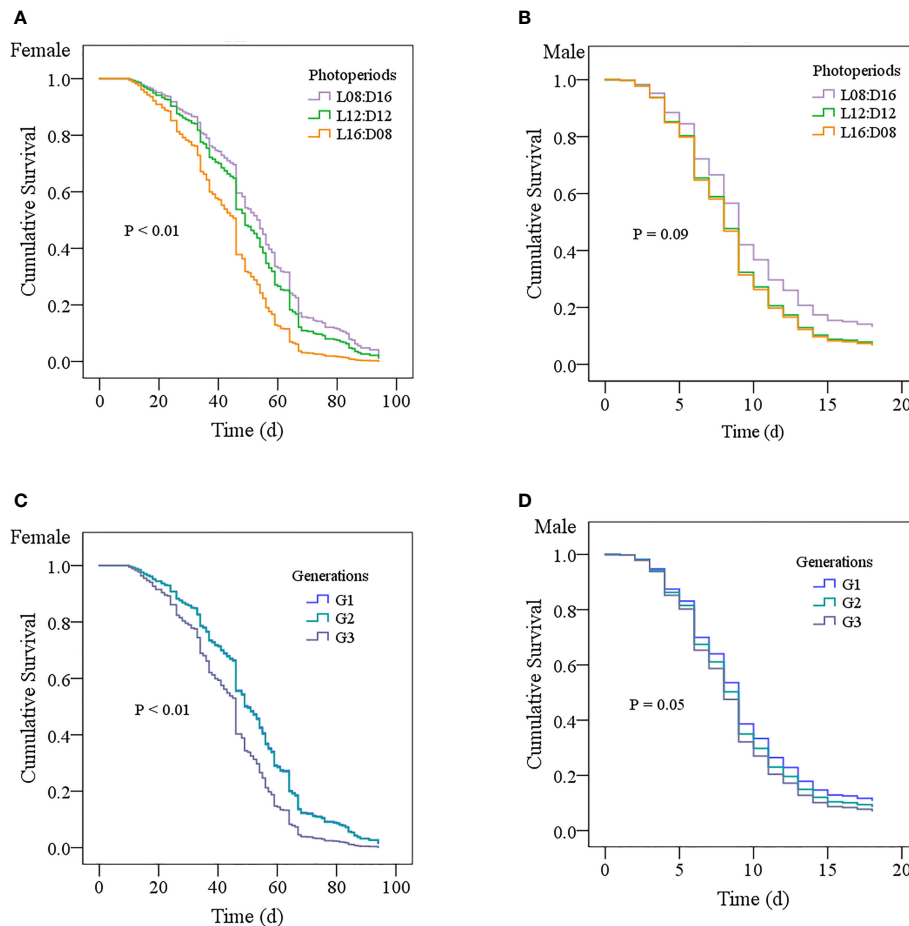 A
Female
Photoperiods
L08:D16
L12:D12
L16:D08
P < 0.01
Cumulative Survival
1.0
0.8
0.6
0.4
0.2
0.0
0 20 40 60 80 100
Time (d)
B
Male
Photoperiods
L08:D16
L12:D12
L16:D08
P = 0.09
Cumulative Survival
1.0
0.8
0.6
0.4
0.2
0.0
0 5 10 15 20
Time (d)
C
Female
Generations
G1
G2
G3
P < 0.01
Cumulative Survival
1.0
0.8
0.6
0.4
0.2
0.0
0 20 40 60 80 100
Time (d)
D
Male
Generations
G1
G2
G3
P = 0.05
Cumulative Survival
1.0
0.8
0.6
0.4
0.2
0.0
0 5 10 15 20
Time (d)